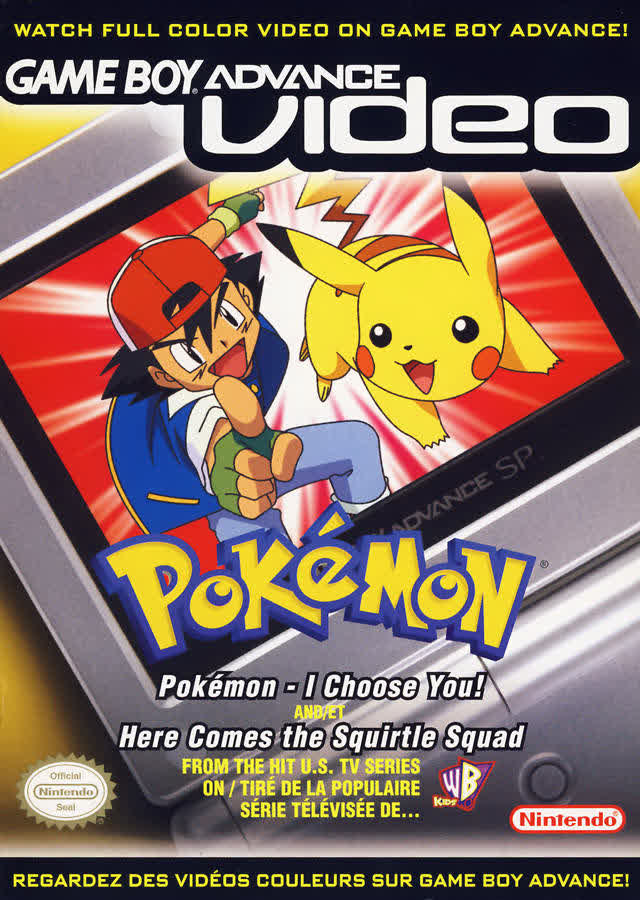 WATCH FULL COLOR VIDEO ON GAME BOY ADVANCE!
GAME BOY ADVANCE
video
ADVANCE SP
POKéMON®
Pokémon - I Choose You!
AND/ET
Here Comes the Squirtle Squad
FROM THE HIT U.S. TV SERIES
ON / TIRÉ DE LA POPULAIRE
SÉRIE TÉLÉVISÉE DE...
WB
KIDS
Official
Nintendo
Seal
Nintendo
REGARDEZ DES VIDÉOS COULEURS SUR GAME BOY ADVANCE!